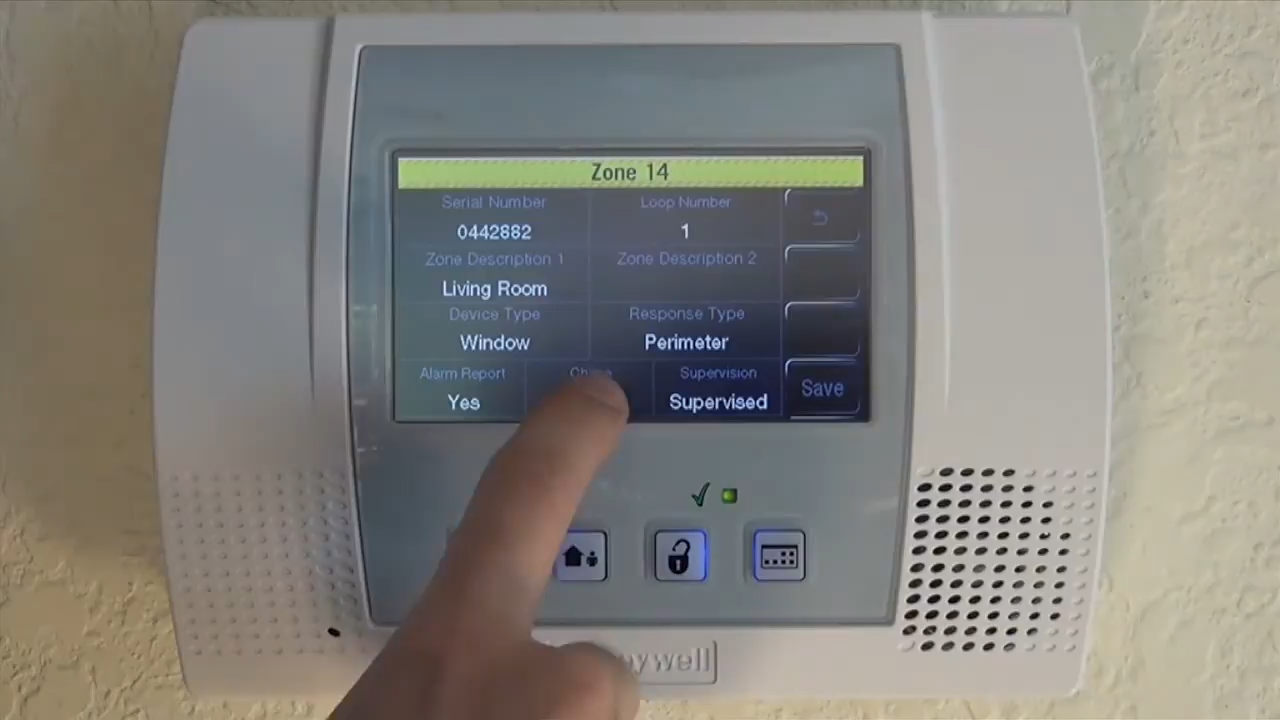 Zone 14
Serial Number
Loop Number
0442882
1
Zone Description 1
Zone Description 2
Living Room
Device Type
Response Type
Window
Perimeter
Alarm Report
Supervision
Yes
Supervised
Save